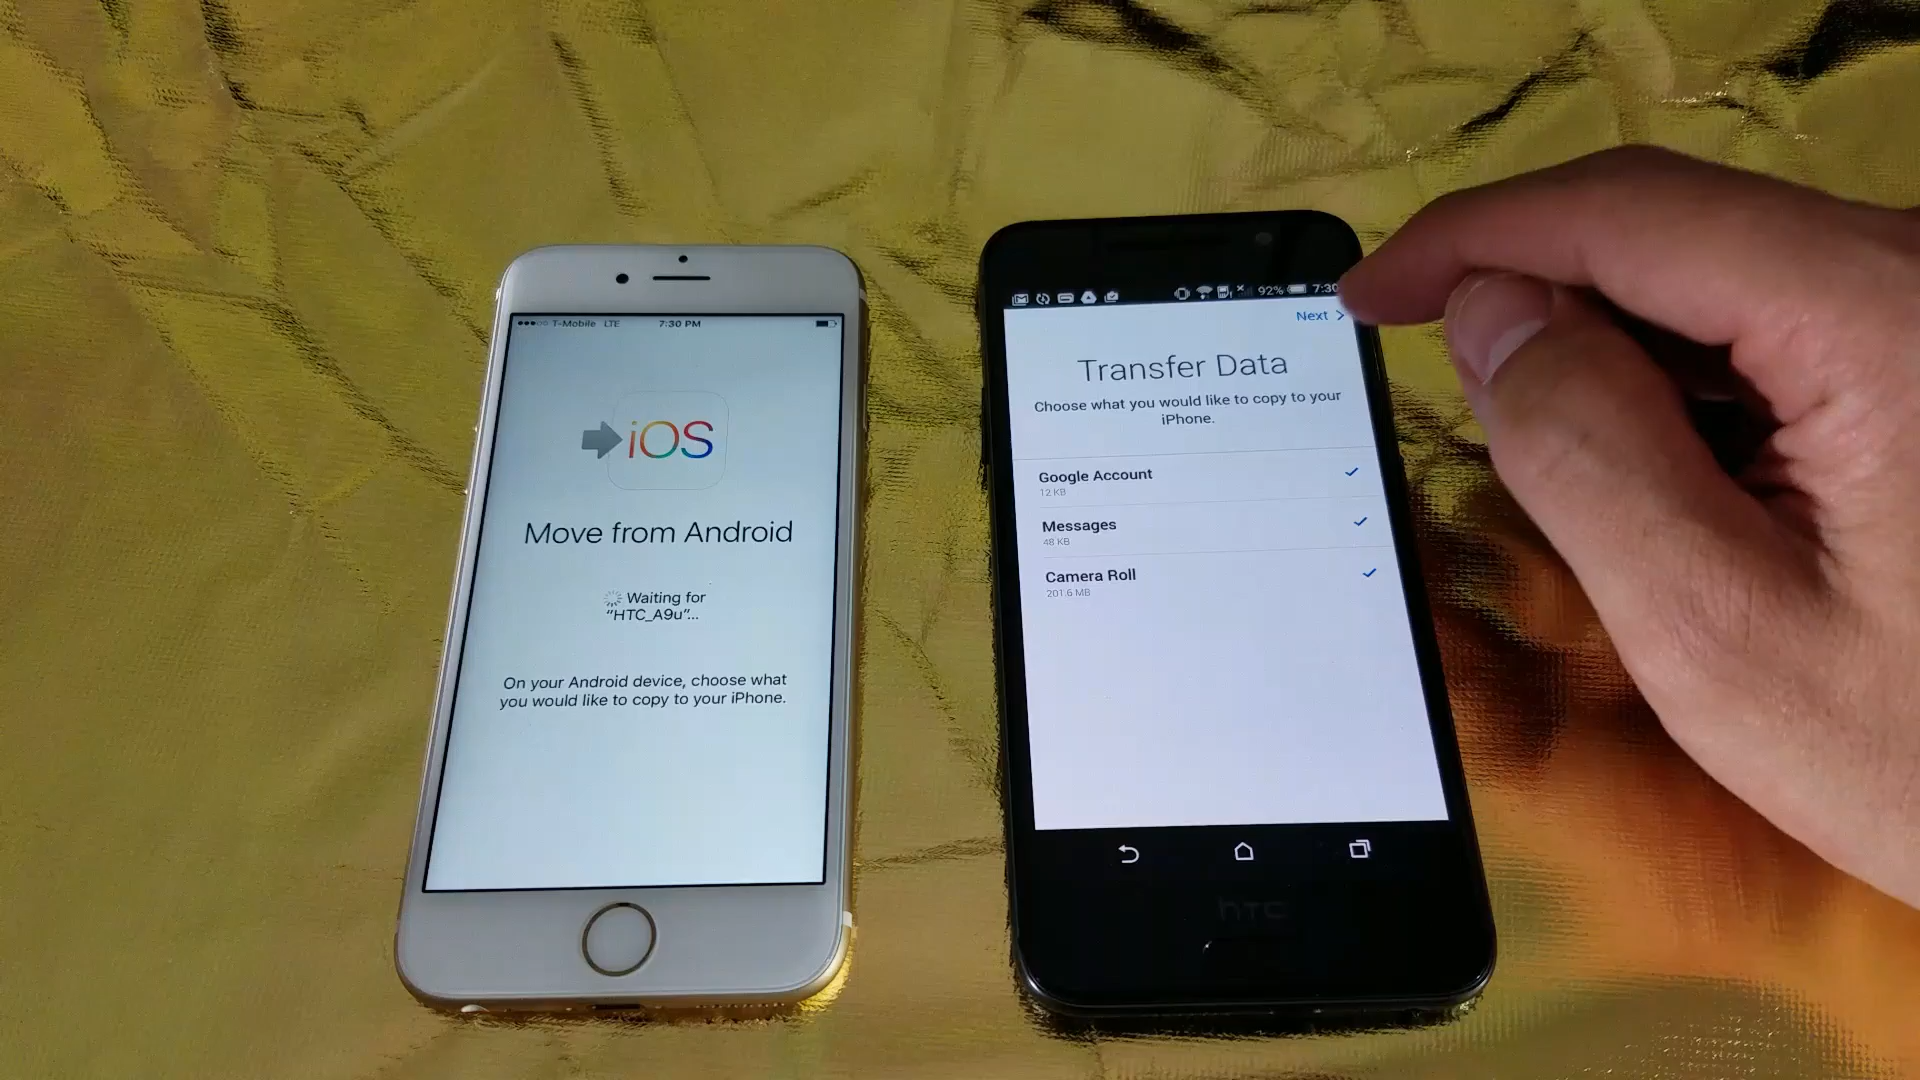 T-Mobile LTE 7:30 PM
iOS
Move from Android
Waiting for
“HTC_A9u”...
On your Android device, choose what
you would like to copy to your iPhone.
92% 7:30
Next >
Transfer Data
Choose what you would like to copy to your
iPhone.
Google Account
12 KB
Messages
48 KB
Camera Roll
201.6 MB
hTC